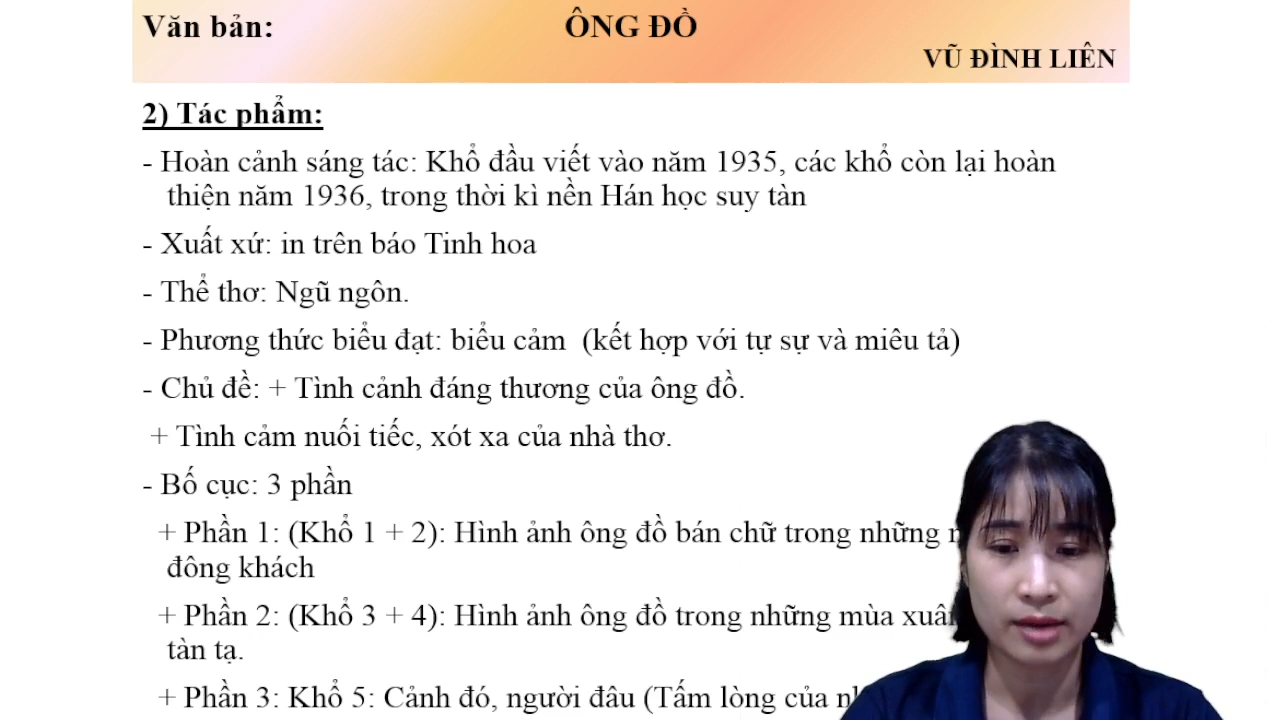 Văn bản: ÔNG ĐỒ
VŨ ĐÌNH LIÊN
2) Tác phẩm:
- Hoàn cảnh sáng tác: Khổ đầu viết vào năm 1935, các khổ còn lại hoàn
thiện năm 1936, trong thời kì nền Hán học suy tàn
- Xuất xứ: in trên báo Tinh hoa
- Thể thơ: Ngũ ngôn.
- Phương thức biểu đạt: biểu cảm (kết hợp với tự sự và miêu tả)
- Chủ đề: + Tình cảnh đáng thương của ông đồ.
+ Tình cảm nuối tiếc, xót xa của nhà thơ.
- Bố cục: 3 phần
+ Phần 1: (Khổ 1 + 2): Hình ảnh ông đồ bán chữ trong những
đông khách
+ Phần 2: (Khổ 3 + 4): Hình ảnh ông đồ trong những mùa
tàn tạ.
+ Phần 3: Khổ 5: Cảnh đó, người đâu (Tấm lòng của